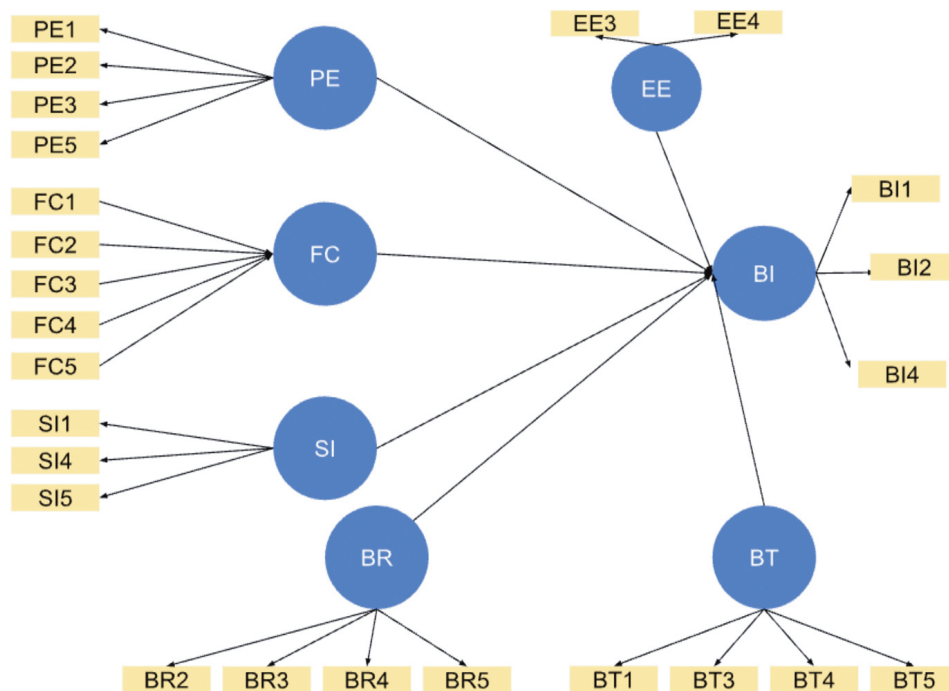 PE1
PE2
PE3
PE5
PE
EE3
EE4
EE
FC1
FC2
FC3
FC4
FC5
FC
BI
BI1
BI2
BI4
SI1
SI4
SI5
SI
BR
BT
BR2
BR3
BR4
BR5
BT1
BT3
BT4
BT5